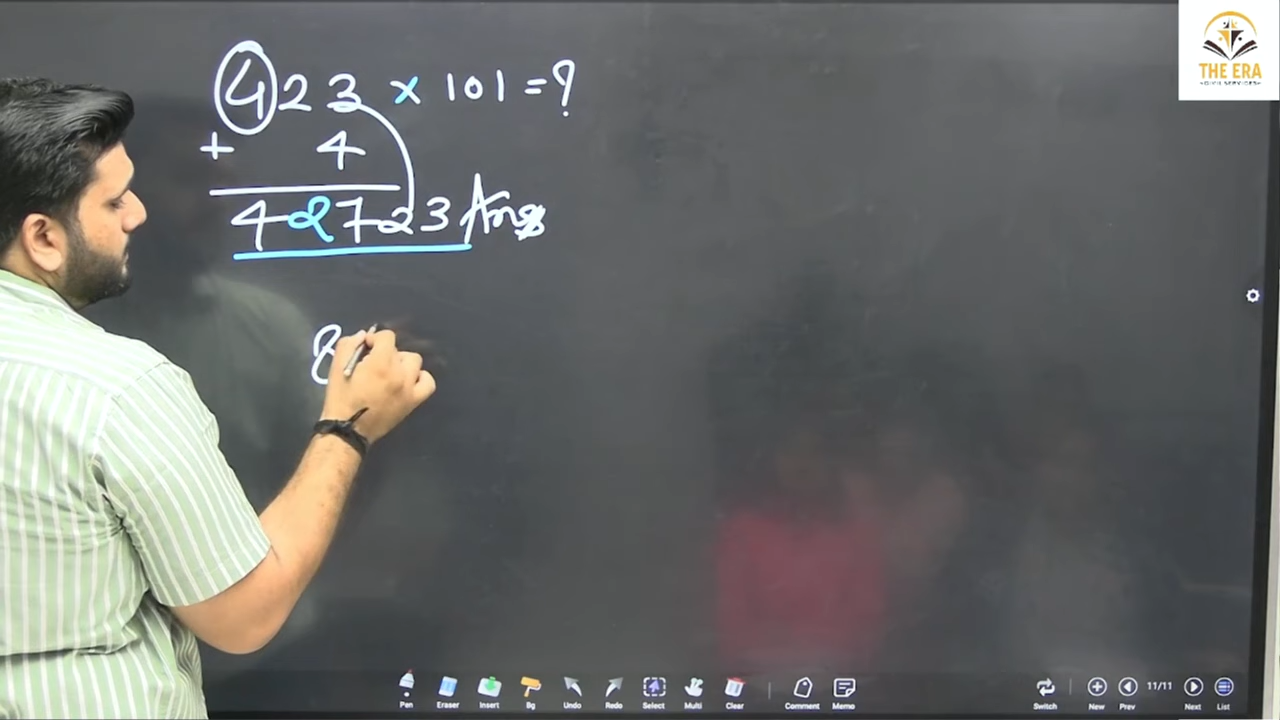 423 × 101 = ?
+ 4
42723 Ans
8
THE ERA
Pen Eraser Insert Bg Undo Redo Select Multi Clear Comment Memo Switch New Prev 11/11 Next List